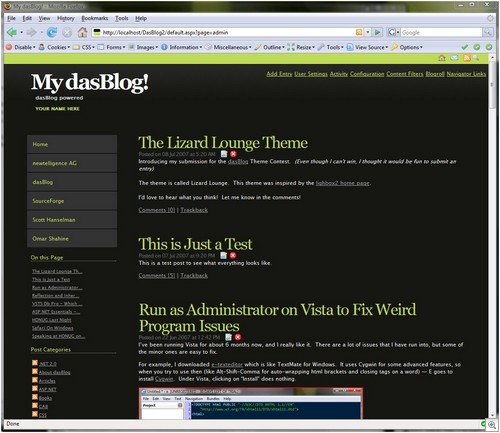 My dasBlog! - Mozilla Firefox
File Edit View History Bookmarks Tools Help
http://localhost/DasBlog2/default.aspx?page=admin
Google
Disable Cookies CSS Forms Images Information Miscellaneous Outline Resize Tools View Source Options
My dasBlog!
dasBlog powered
YOUR NAME HERE
Add Entry User Settings Activity Configuration Content Filters Blogroll Navigator Links
Home
newtelligence AG
dasBlog
SourceForge
Scott Hanselman
Omar Shahine
On this Page
The Lizard Lounge Th...
This is Just a Test
Run as Administrator...
Reflection and Inher...
VSTS Db Pro - Which ...
ASP.NET Essentials -...
HDNUG Last Night
Safari On Windows
Speaking at HDNUG on...
Post Categories
.NET 2.0
About dasBlog
Articles
ASP.NET
Books
CAB
CSS
The Lizard Lounge Theme
Posted on 08 Jul 2007 at 5:20 AM
Introducing my submission for the dasBlog Theme Contest. (Even though I can't win, I thought it would be fun to submit an
entry)
The theme is called Lizard Lounge. This theme was inspired by the lighbox2 home page.
I'd love to hear what you think! Let me know in the comments!
Comments [0] | Trackback
This is Just a Test
Posted on 07 Jul 2007 at 9:20 PM
This is a test post to see what everything looks like.
Comments [5] | Trackback
Run as Administrator on Vista to Fix Weird
Program Issues
Posted on 22 Jun 2007 at 12:42 PM
I've been running Vista for about 6 months now, and I really like it. There are a lot of issues that I have run into, but some of
the minor ones are easy to fix.
For example, I downloaded e-texteditor which is like TextMate for Windows. It uses Cygwin for some advanced features, so
when you try to use then (like Alt-Shift-Comma for auto-wrapping html brackets and closing tags on a word) — E goes to
install Cygwin. Under Vista, clicking on "Install" does nothing.
File Edit View Text Navigation Bundles Help
Project
Done